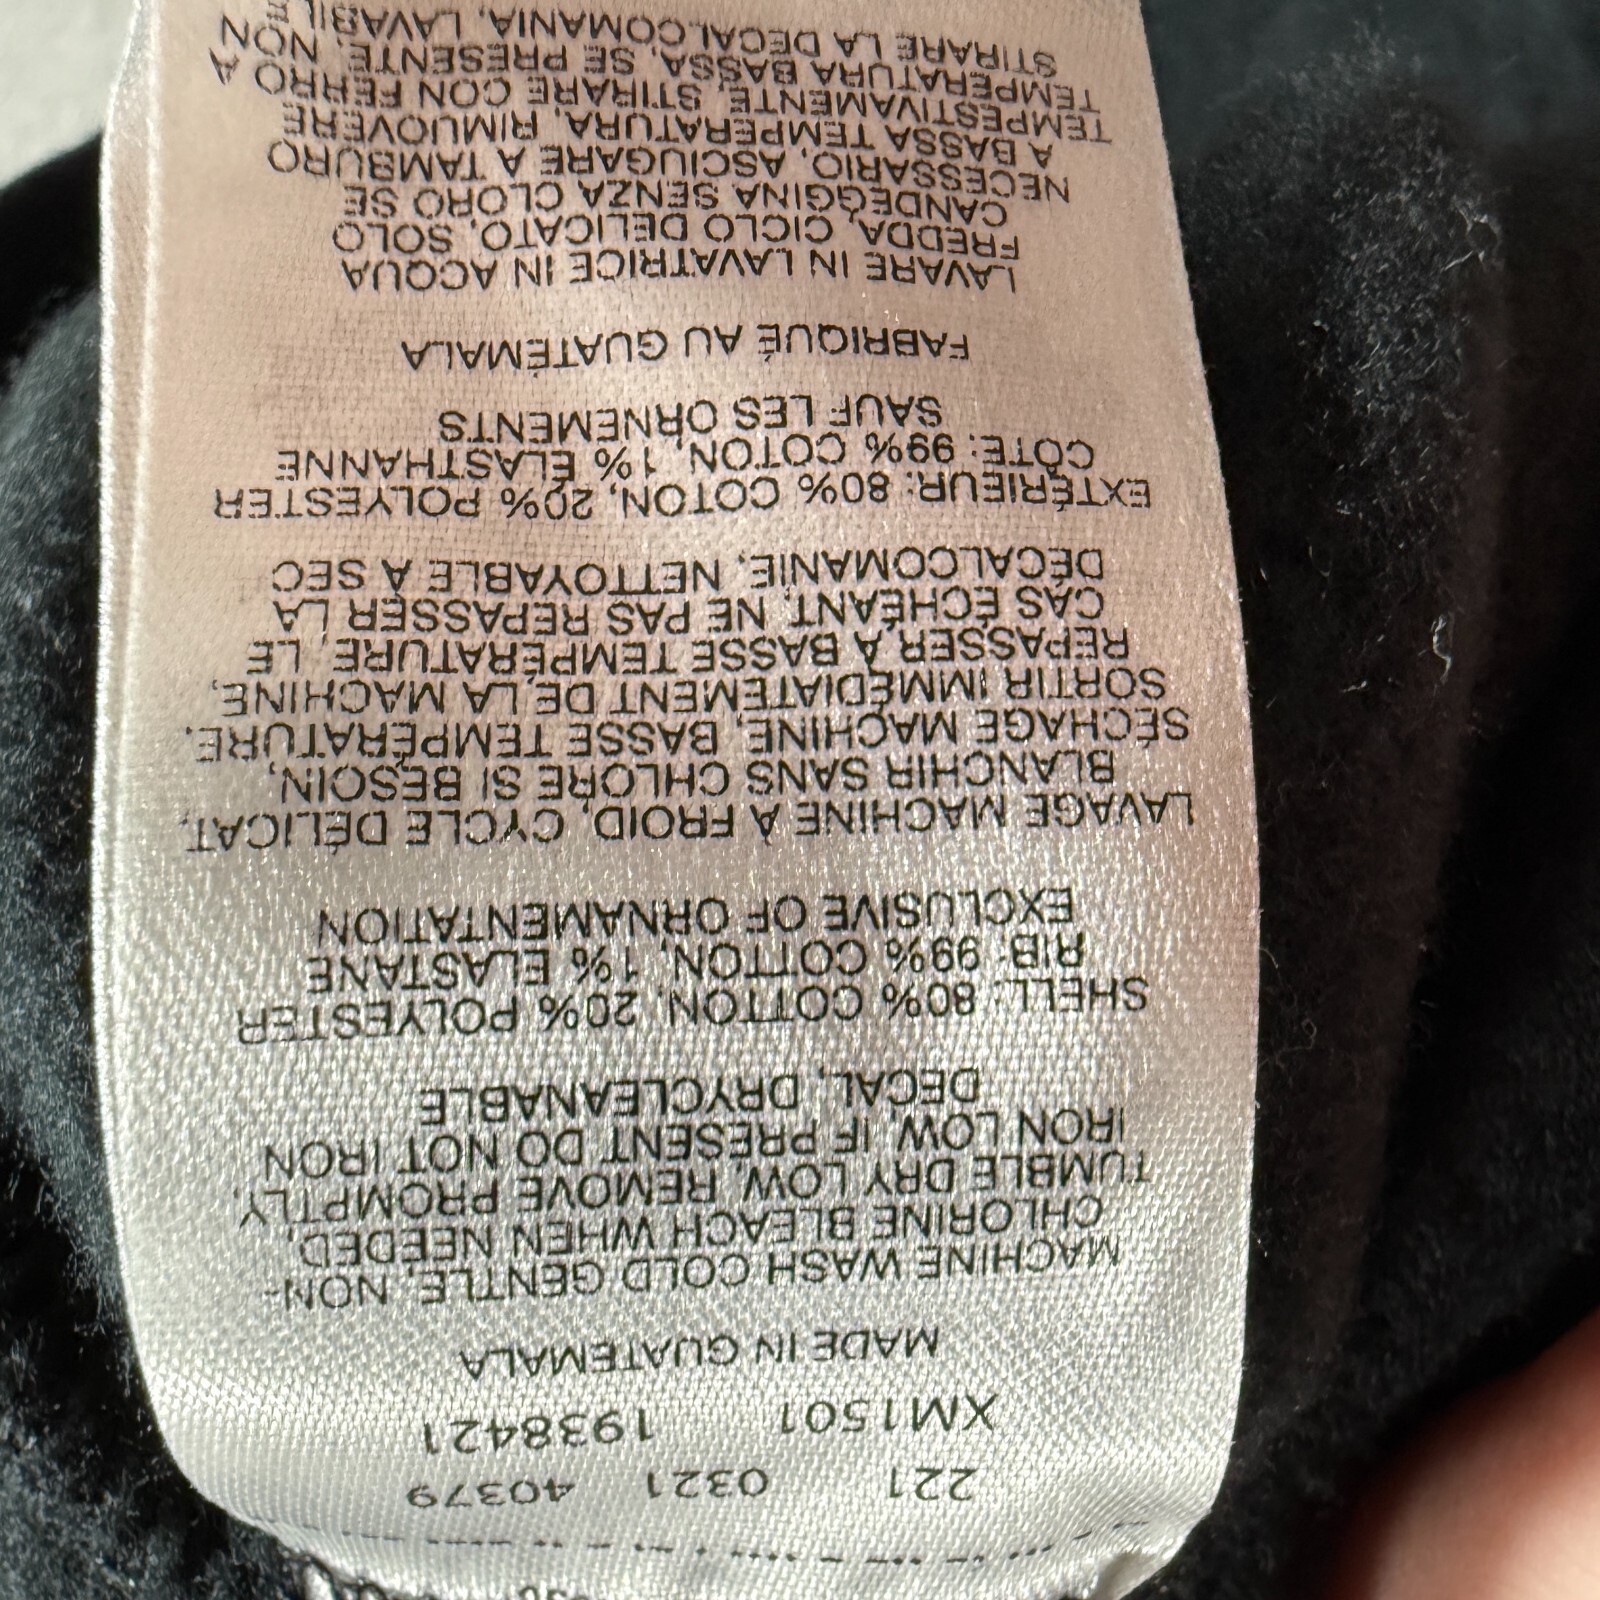 221 0321 40379
XM1501 1938421
MADE IN GUATEMALA
MACHINE WASH COLD GENTLE, NON-
CHLORINE BLEACH WHEN NEEDED,
TUMBLE DRY LOW, REMOVE PROMPTLY,
IRON LOW, IF PRESENT DO NOT IRON
DECAL, DRYCLEANABLE
SHELL: 80% COTTON, 20% POLYESTER
RIB: 99% COTTON, 1% ELASTANE
EXCLUSIVE OF ORNAMENTATION
LAVAGE MACHINE À FROID, CYCLE DÉLICAT,
BLANCHIR SANS CHLORE SI BESOIN,
SÉCHAGE MACHINE, BASSE TEMPÉRATURE,
SORTIR IMMÉDIATEMENT DE LA MACHINE,
REPASSER À BASSE TEMPÉRATURE, LE
CAS ÉCHÉANT, NE PAS REPASSER LA
DÉCALCOMANIE, NETTOYABLE À SEC
EXTÉRIEUR: 80% COTON, 20% POLYESTER
CÔTE: 99% COTON, 1% ÉLASTHANNE
SAUF LES ORNEMENTS
FABRIQUÉ AU GUATÉMALA
LAVARE IN LAVATRICE IN ACQUA
FREDDA, CICLO DELICATO, SOLO
CANDEGGINA SENZA CLORO SE
NECESSARIO, ASCIUGARE A TAMBURO
A BASSA TEMPERATURA, RIMUOVERE
TEMPESTIVAMENTE, STIRARE CON FERRO A
TEMPERATURA BASSA, SE PRESENTE, NON
STIRARE LA DECALCOMANIA,